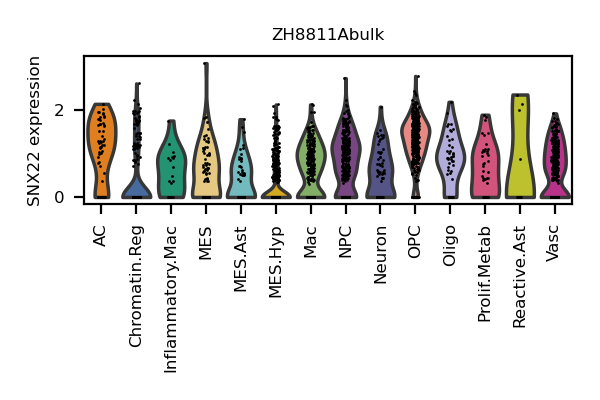 ZH8811Abulk
SNX22 expression
2
0
AC
Chromatin.Reg
Inflammatory.Mac
MES
MES.Ast
MES.Hyp
Mac
NPC
Neuron
OPC
Oligo
Prolif.Metab
Reactive.Ast
Vasc